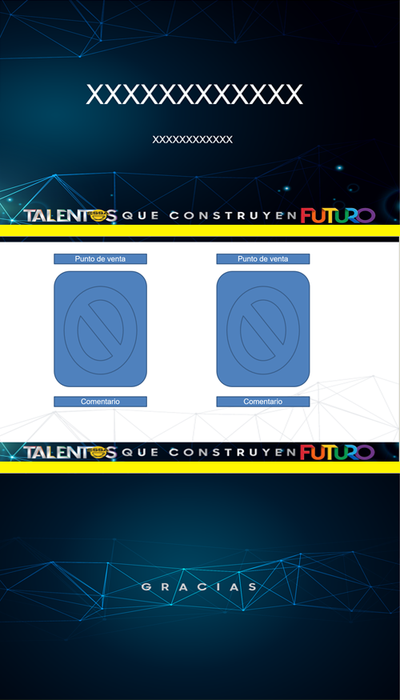 XXXXXXXXXXXX
XXXXXXXXXXXX
TALENTOS QUE CONSTRUYEN FUTURO
Punto de venta Punto de venta
Comentario Comentario
TALENTOS QUE CONSTRUYEN FUTURO
GRACIAS